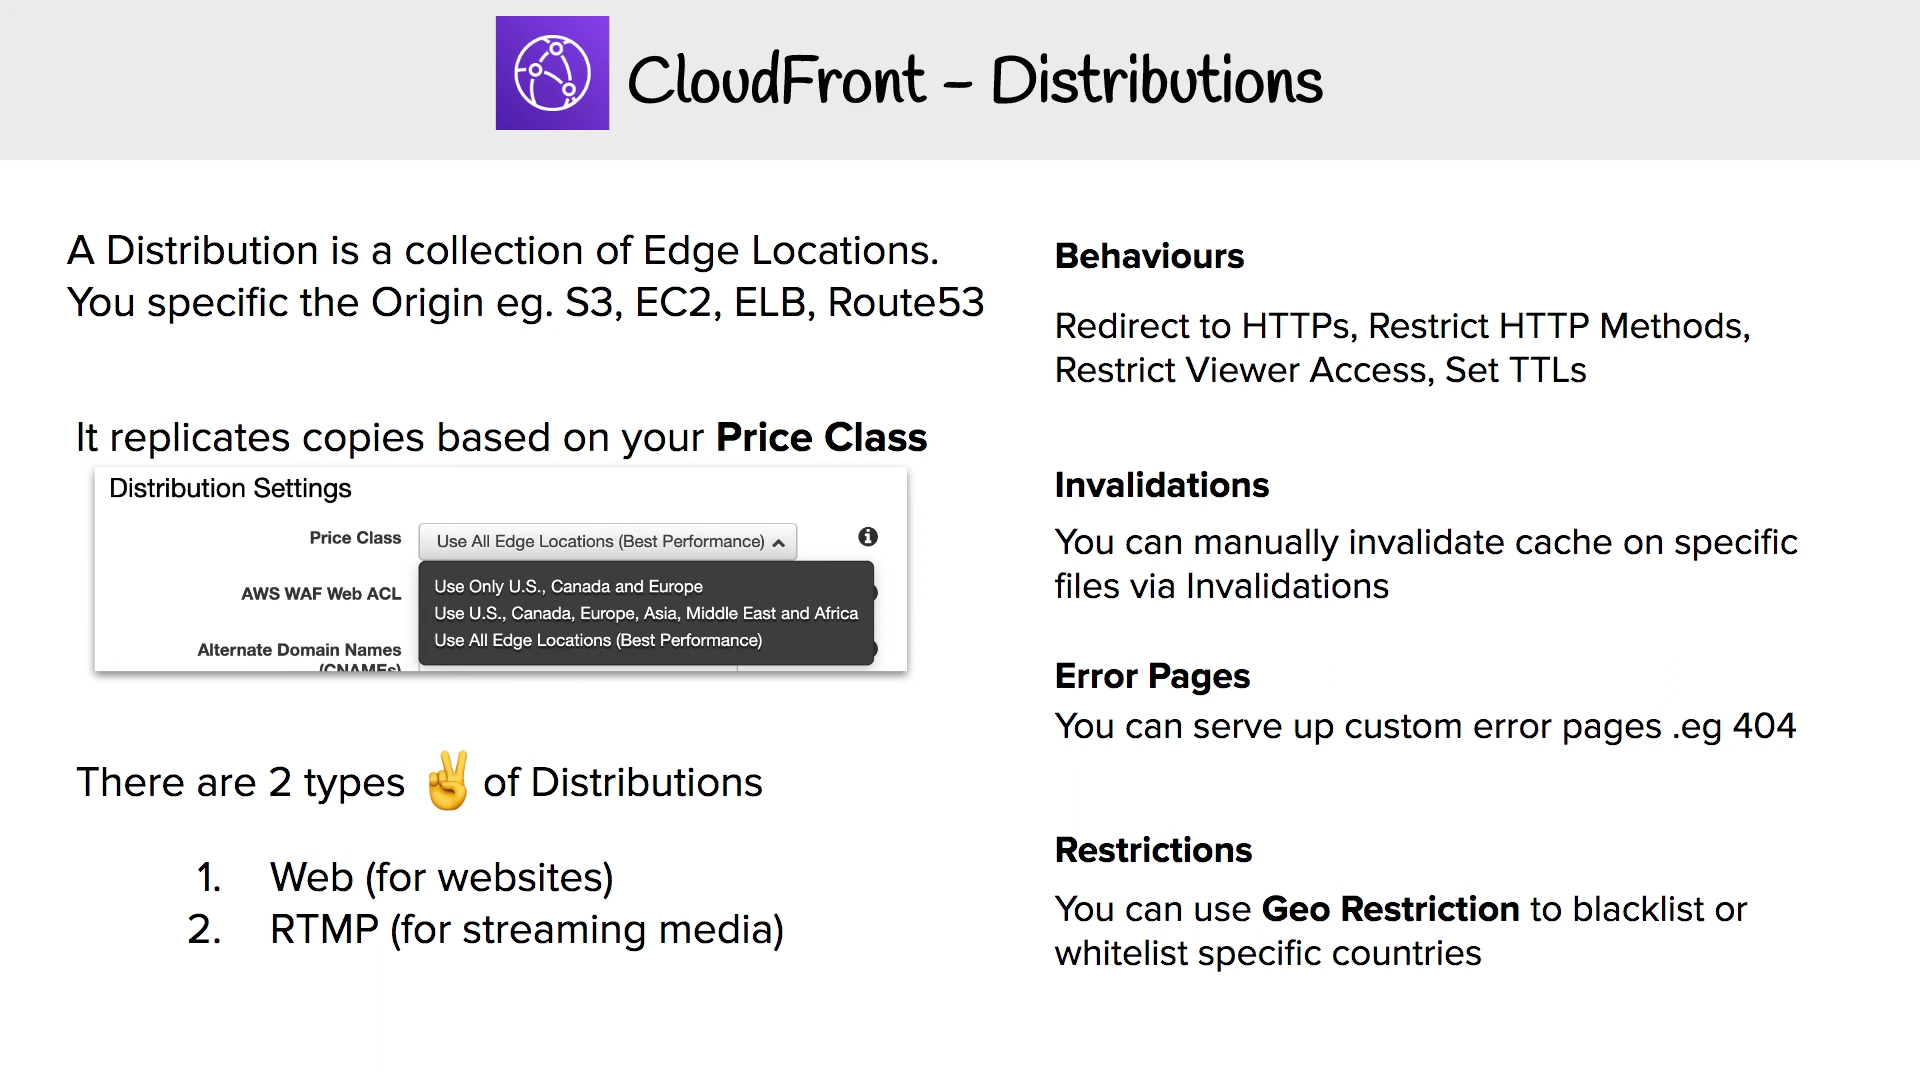 CloudFront – Distributions
A Distribution is a collection of Edge Locations.
You specific the Origin eg. S3, EC2, ELB, Route53
It replicates copies based on your Price Class
Distribution Settings
Price Class
Use All Edge Locations (Best Performance)
Use Only U.S., Canada and Europe
AWS WAF Web ACL
Use U.S., Canada, Europe, Asia, Middle East and Africa
Use All Edge Locations (Best Performance)
Alternate Domain Names
(CNAMEs)
There are 2 types ✌️ of Distributions
1. Web (for websites)
2. RTMP (for streaming media)
Behaviours
Redirect to HTTPs, Restrict HTTP Methods,
Restrict Viewer Access, Set TTLs
Invalidations
You can manually invalidate cache on specific
files via Invalidations
Error Pages
You can serve up custom error pages .eg 404
Restrictions
You can use Geo Restriction to blacklist or
whitelist specific countries